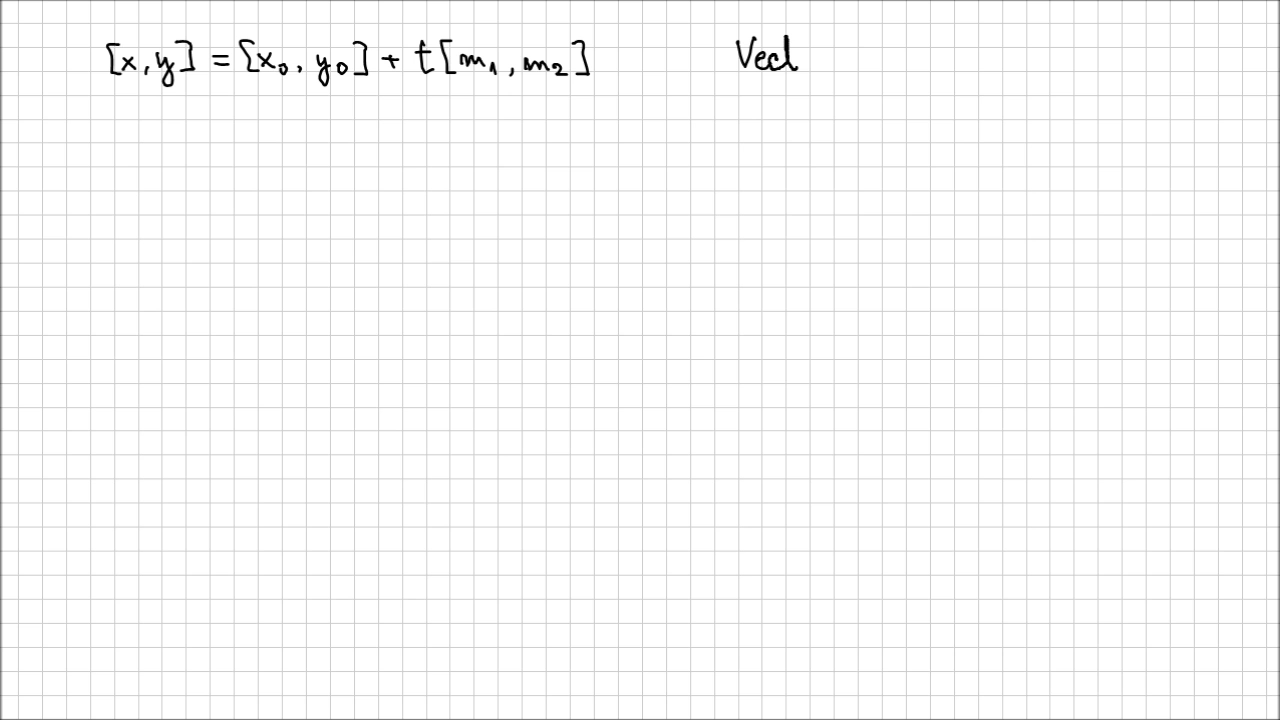 [x, y] = [x₀, y₀] + t[m₁, m₂] Vect